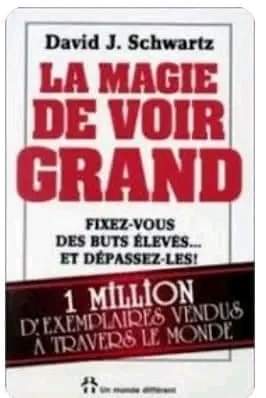 David J. Schwartz
LA MAGIE
DE VOIR
GRAND
FIXEZ-VOUS
DES BUTS ÉLEVÉS...
ET DÉPASSEZ-LES!
1 MILLION
D'EXEMPLAIRES VENDUS
À TRAVERS LE MONDE
Un monde différent